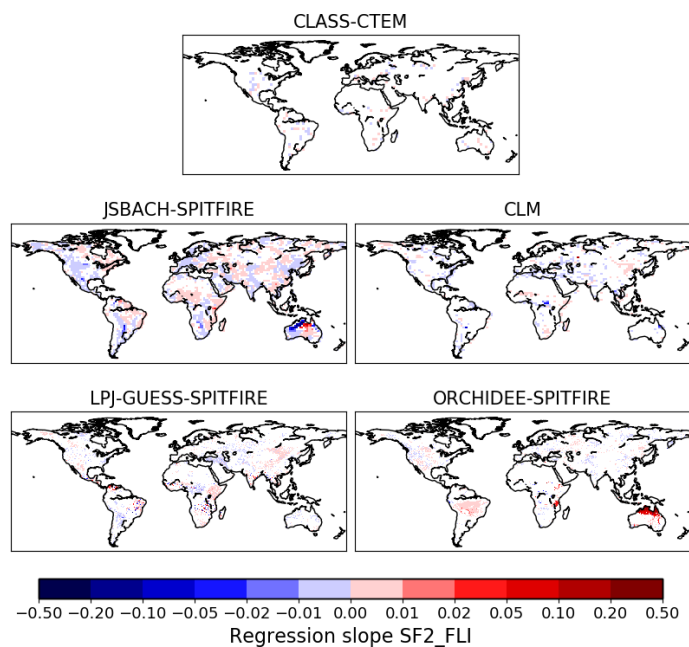 CLASS-CTEM
JSBACH-SPITFIRE CLM
LPJ-GUESS-SPITFIRE ORCHIDEE-SPITFIRE
−0.50 −0.20 −0.10 −0.05 −0.02 −0.01 0.00 0.01 0.02 0.05 0.10 0.20 0.50
Regression slope SF2_FLI